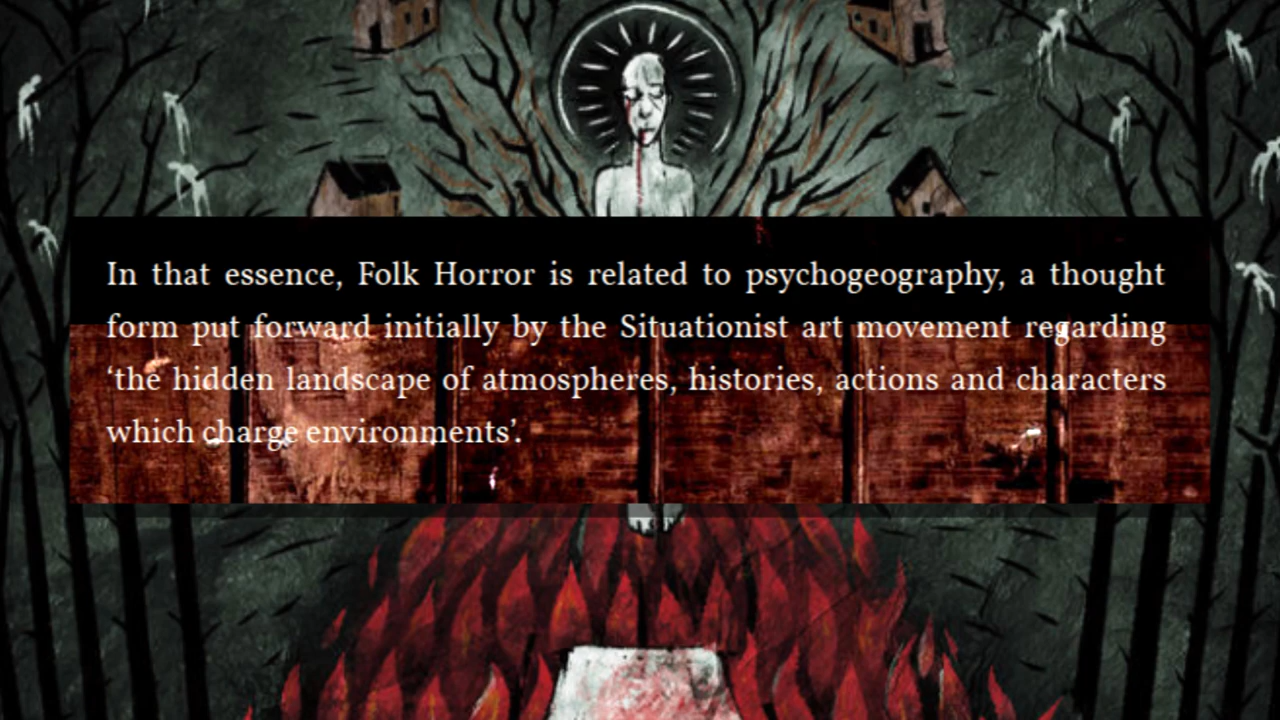 In that essence, Folk Horror is related to psychogeography, a thought
form put forward initially by the Situationist art movement regarding
‘the hidden landscape of atmospheres, histories, actions and characters
which charge environments’.